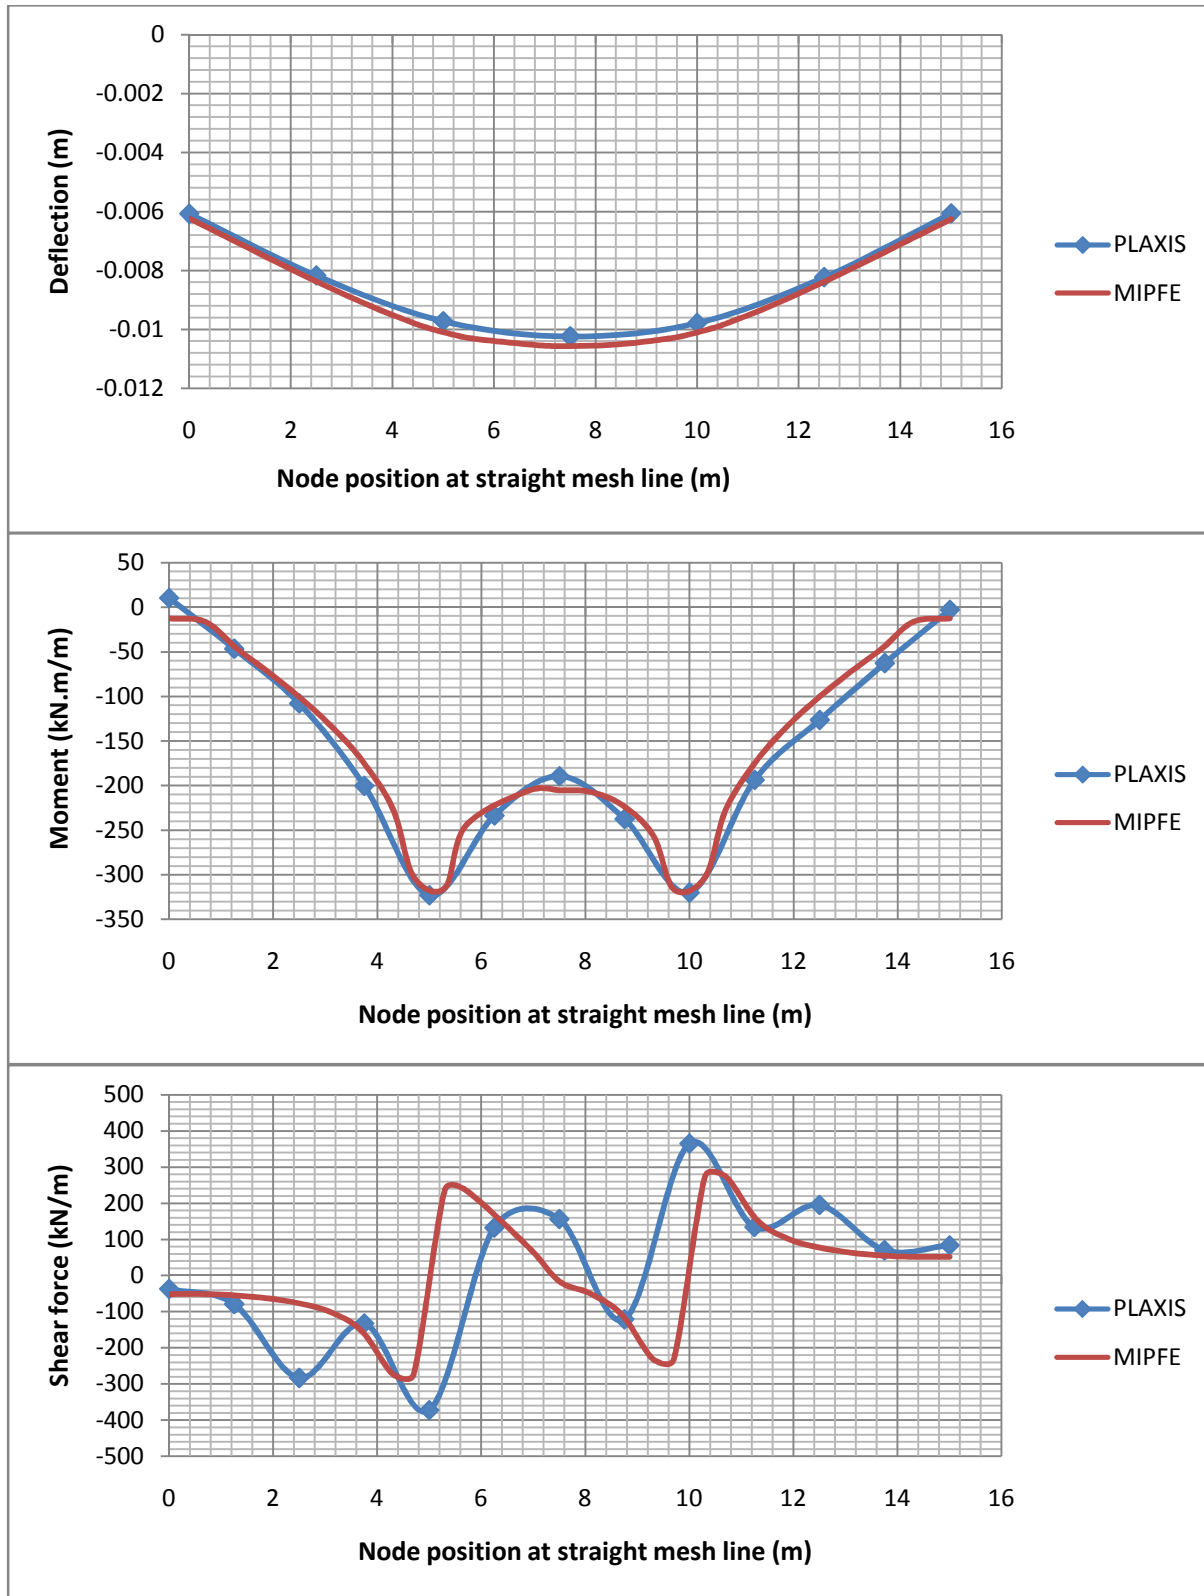 0
-0.002
-0.004
-0.006
-0.008
-0.01
-0.012
Deflection (m)
0 2 4 6 8 10 12 14 16
Node position at straight mesh line (m)
PLAXIS
MIPFE
50
0
-50
-100
-150
-200
-250
-300
-350
Moment (kN.m/m)
0 2 4 6 8 10 12 14 16
Node position at straight mesh line (m)
PLAXIS
MIPFE
500
400
300
200
100
0
-100
-200
-300
-400
-500
Shear force (kN/m)
0 2 4 6 8 10 12 14 16
Node position at straight mesh line (m)
PLAXIS
MIPFE